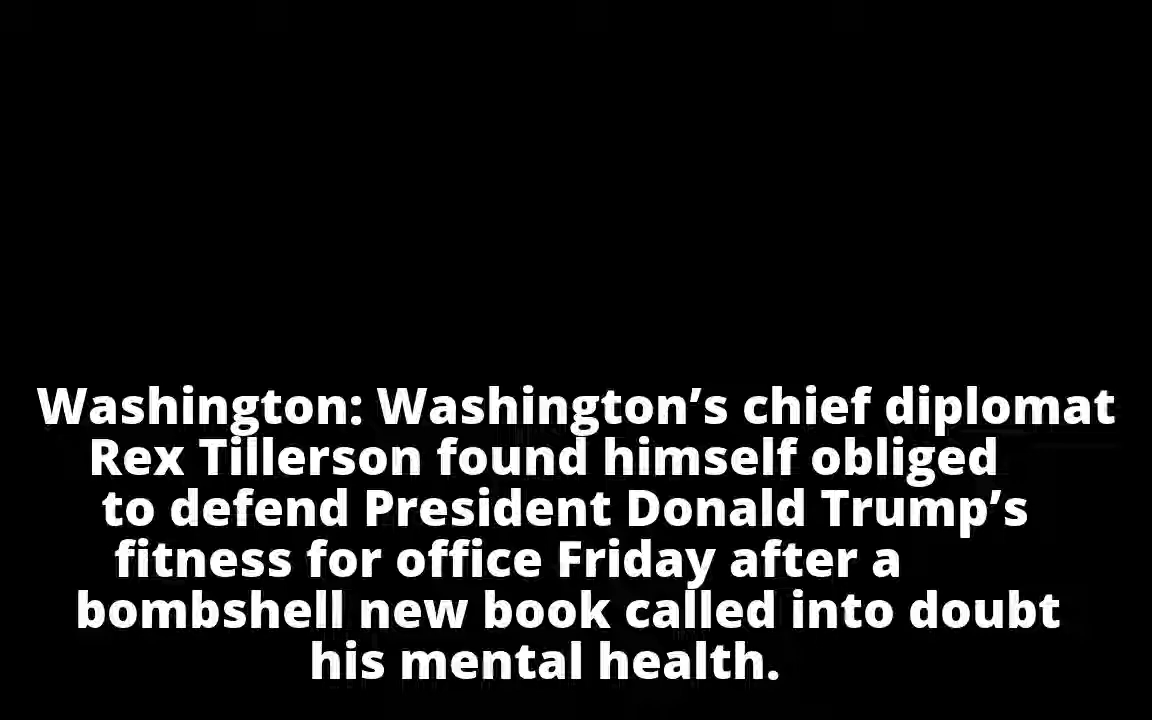 Washington: Washington’s chief diplomat
Rex Tillerson found himself obliged
to defend President Donald Trump’s
fitness for office Friday after a
bombshell new book called into doubt
his mental health.